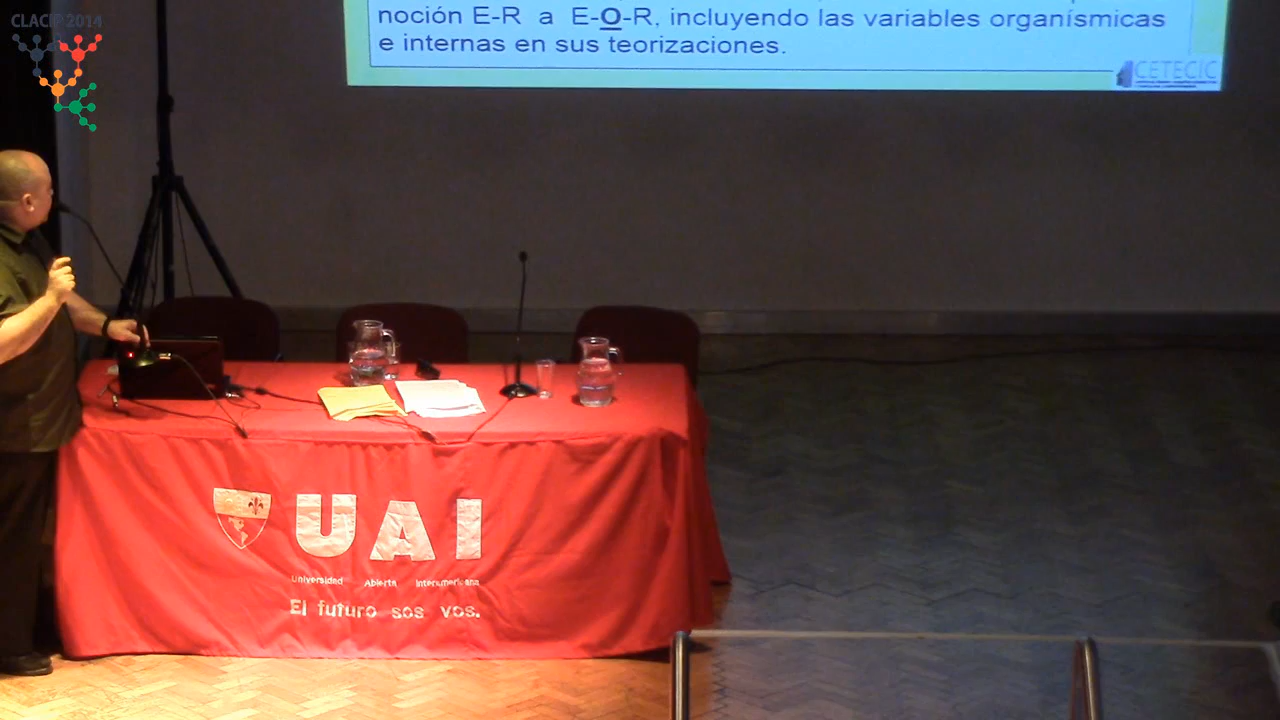 CLACIP 2014
noción E-R a E-O-R, incluyendo las variables organísmicas
e internas en sus teorizaciones.
CETECIC
UAI
Universidad Abierta Interamericana
El futuro sos vos.